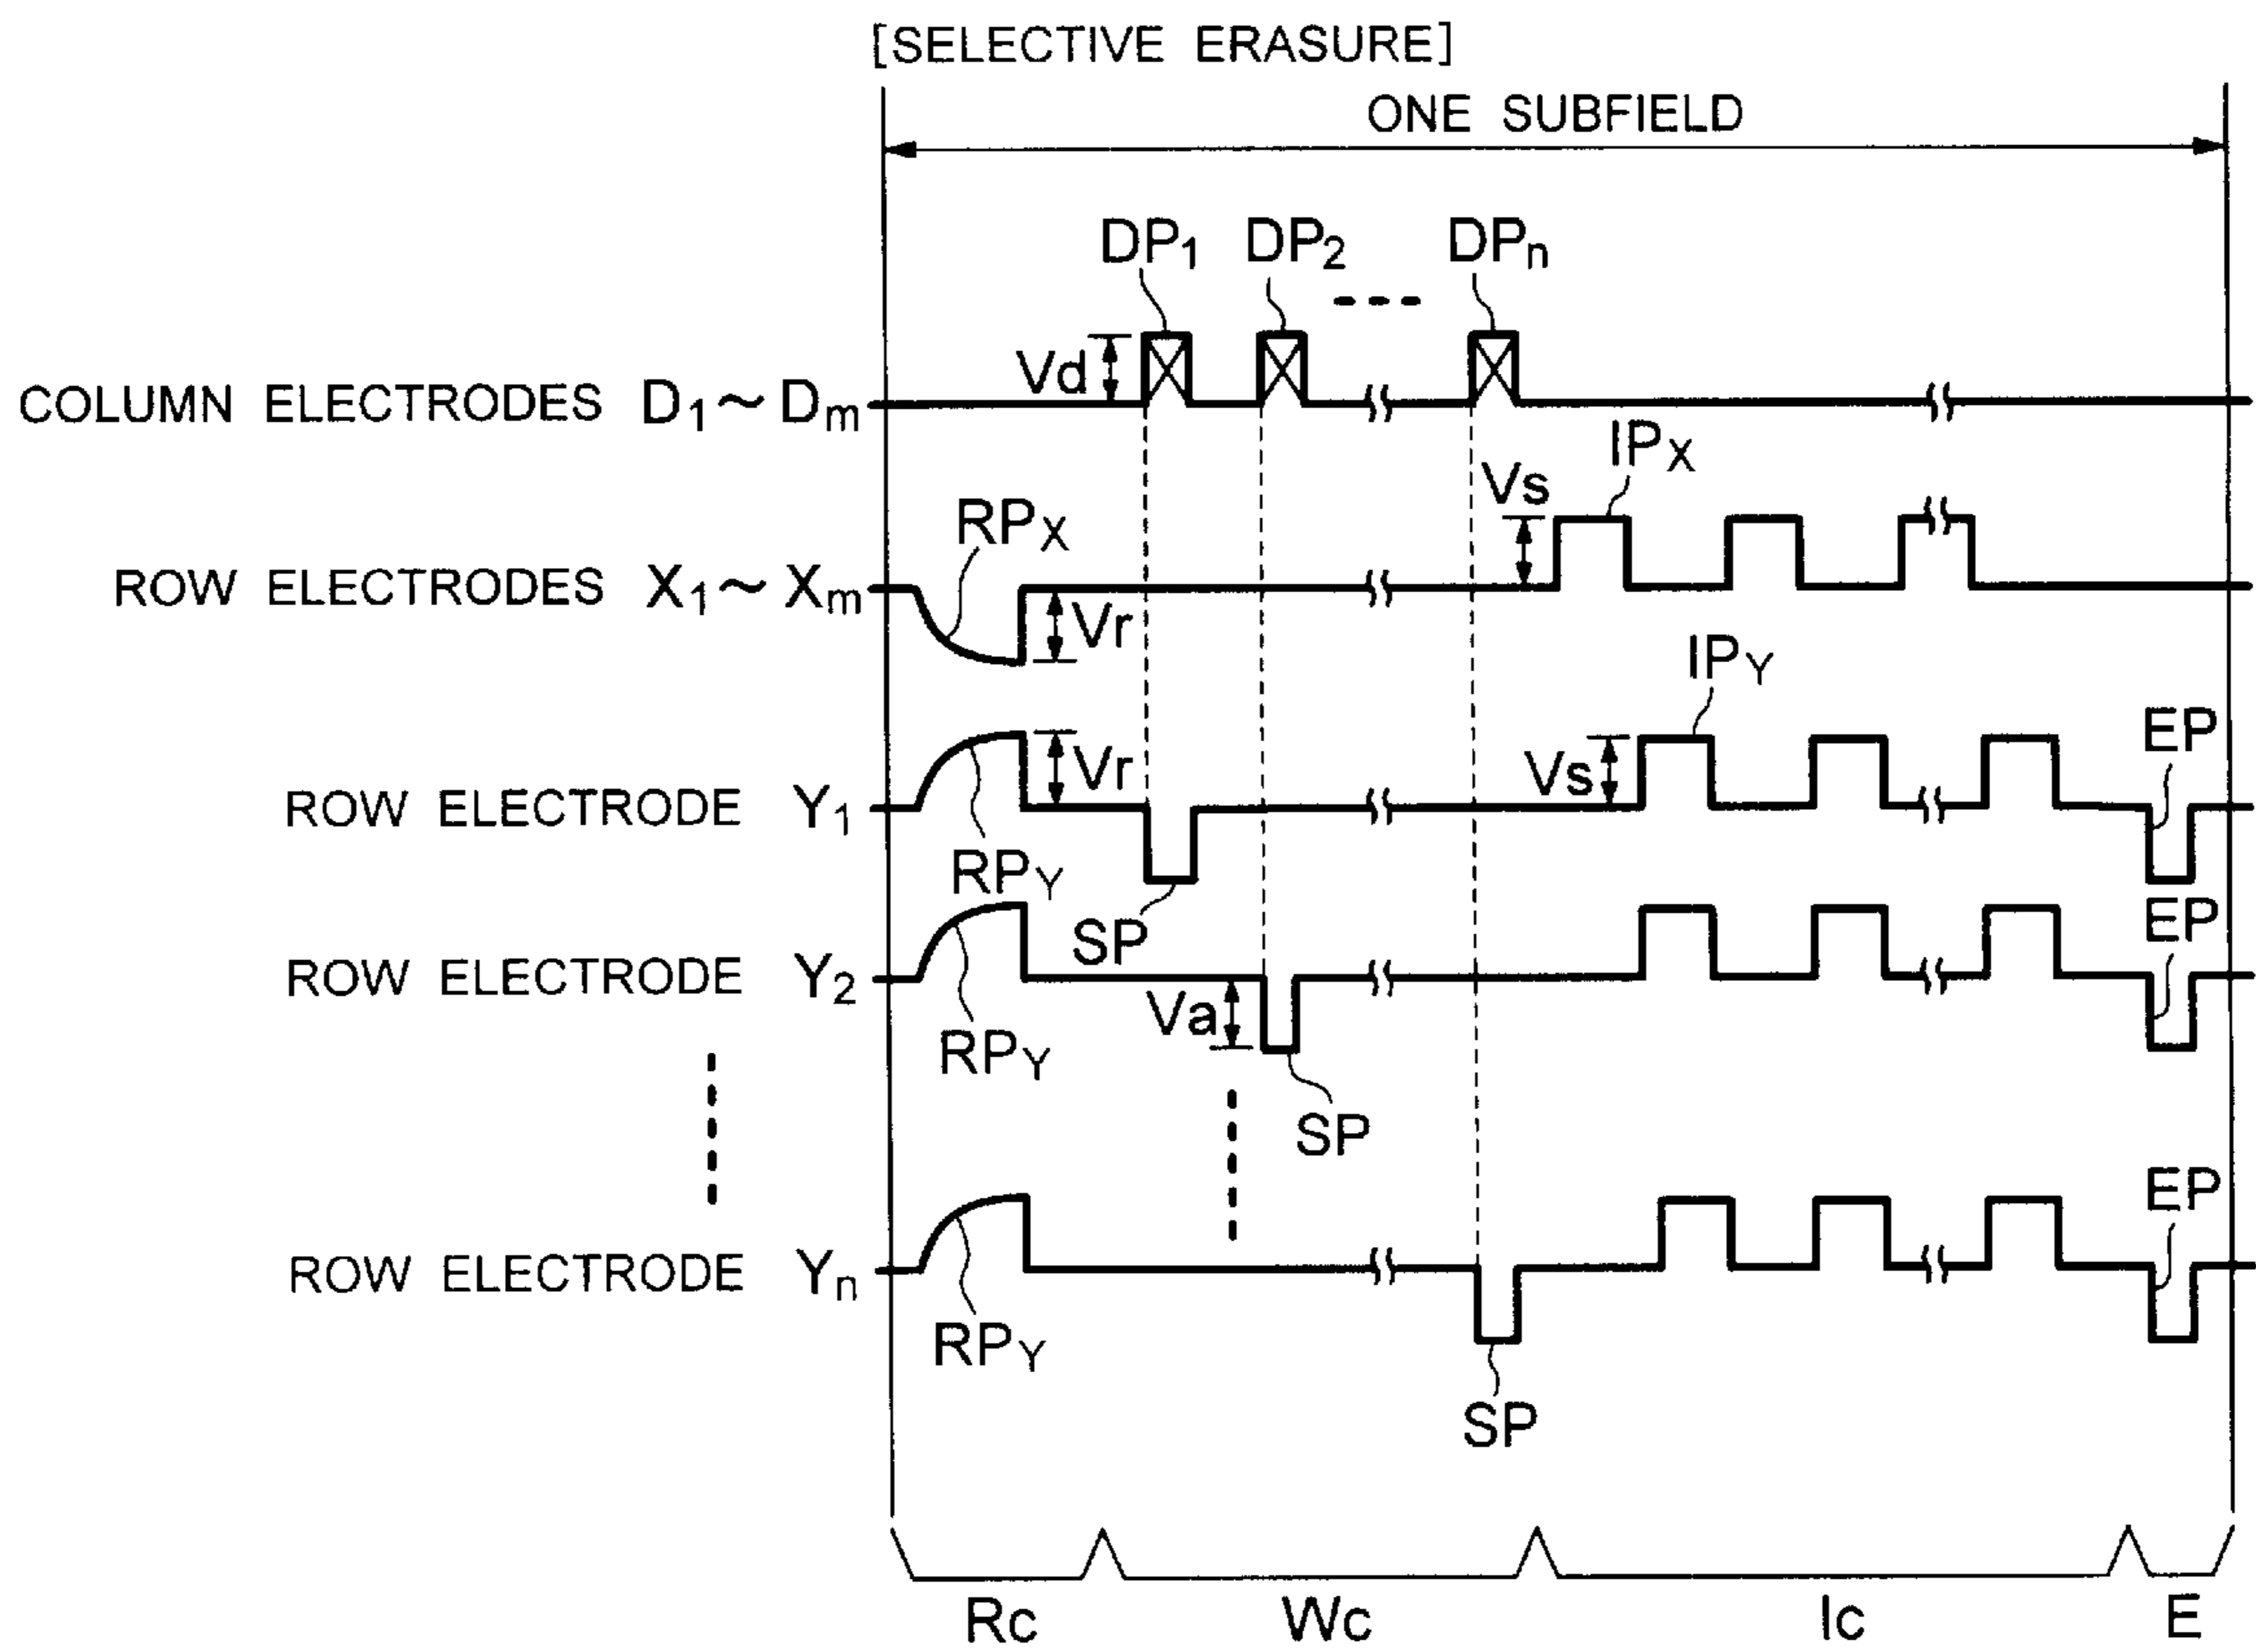 [SELECTIVE ERASURE]
ONE SUBFIELD
DP1 DP2 DPn
Vd
COLUMN ELECTRODES D1~Dm
IPX
Vs
RPX
ROW ELECTRODES X1~Xm
Vr
IPY
EP
Vr
Vs
ROW ELECTRODE Y1
RPY
SP
EP
ROW ELECTRODE Y2
Va
RPY
SP
EP
ROW ELECTRODE Yn
RPY
SP
Rc Wc Ic E